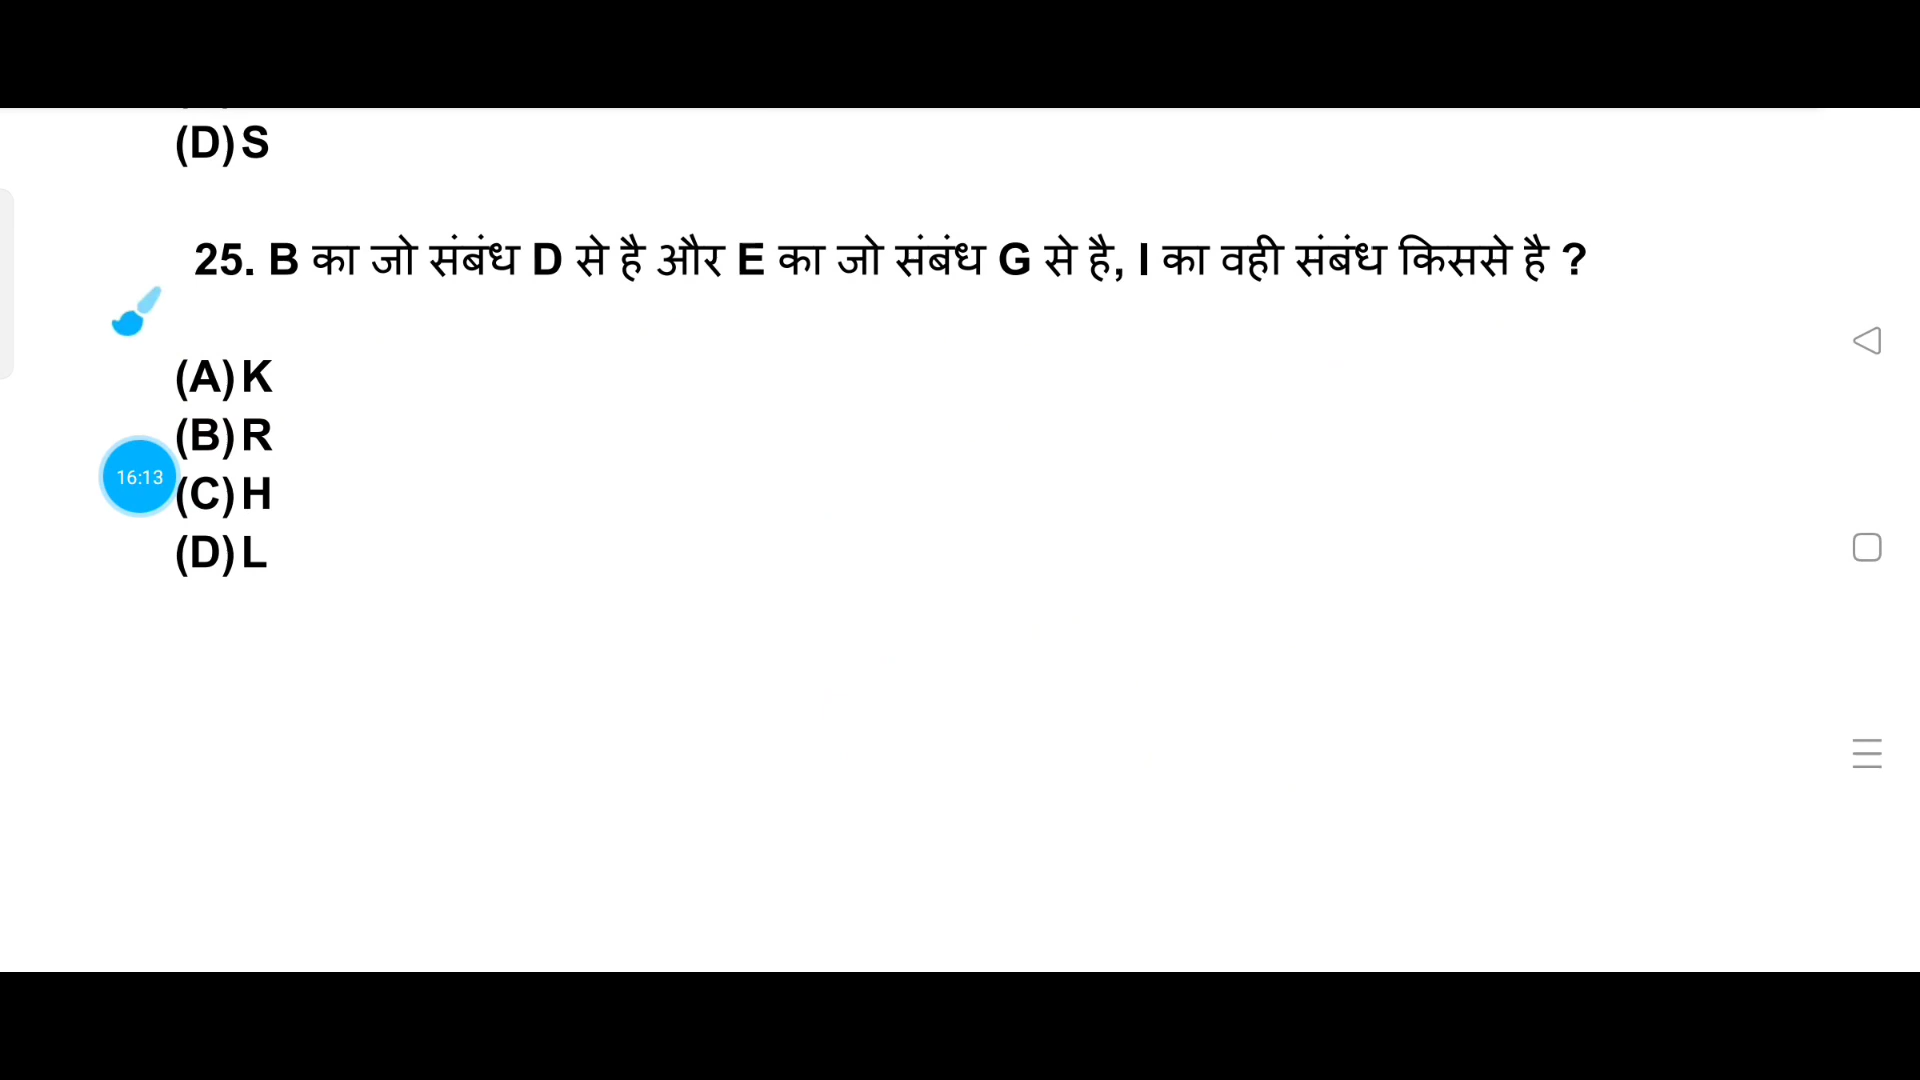 (D) S
25. B का जो संबंध D से है और E का जो संबंध G से है, I का वही संबंध किससे है ?
(A) K
(B) R
16:13
(C) H
(D) L